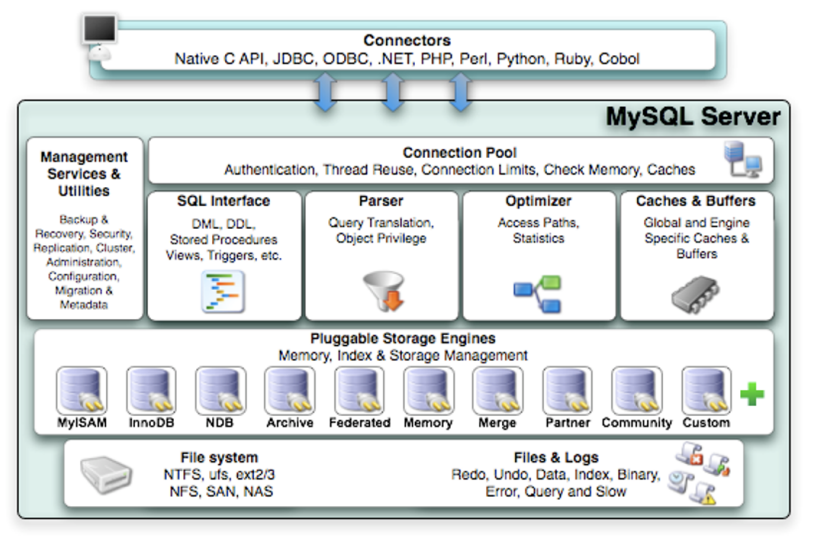 Connectors
Native C API, JDBC, ODBC, .NET, PHP, Perl, Python, Ruby, Cobol
MySQL Server
Management
Services &
Utilities
Backup &
Recovery, Security,
Replication, Cluster,
Administration,
Configuration,
Migration &
Metadata
Connection Pool
Authentication, Thread Reuse, Connection Limits, Check Memory, Caches
SQL Interface
DML, DDL,
Stored Procedures
Views, Triggers, etc.
Parser
Query Translation,
Object Privilege
Optimizer
Access Paths,
Statistics
Caches & Buffers
Global and Engine
Specific Caches &
Buffers
Pluggable Storage Engines
Memory, Index & Storage Management
MyISAM InnoDB NDB Archive Federated Memory Merge Partner Community Custom
File system
NTFS, ufs, ext2/3
NFS, SAN, NAS
Files & Logs
Redo, Undo, Data, Index, Binary,
Error, Query and Slow